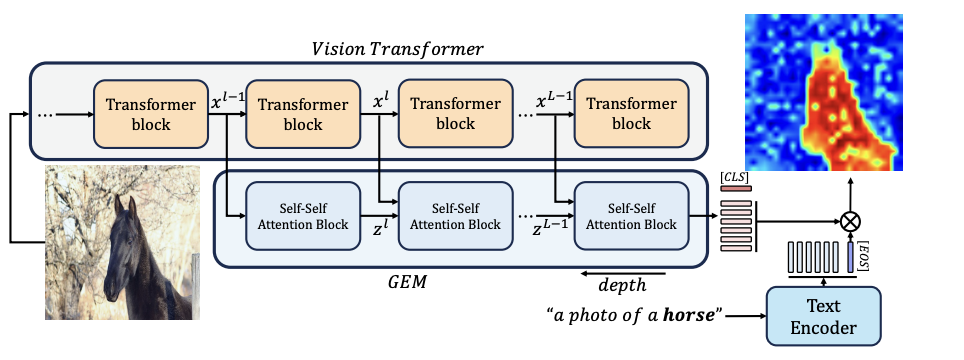 Vision Transformer
...
Transformer
block
x^{l-1}
Transformer
block
x^l
Transformer
block
...
x^{L-1}
Transformer
block
Self-Self
Attention Block
z^l
Self-Self
Attention Block
...
z^{L-1}
Self-Self
Attention Block
GEM
depth
[CLS]
[EOS]
“a photo of a horse”
Text
Encoder